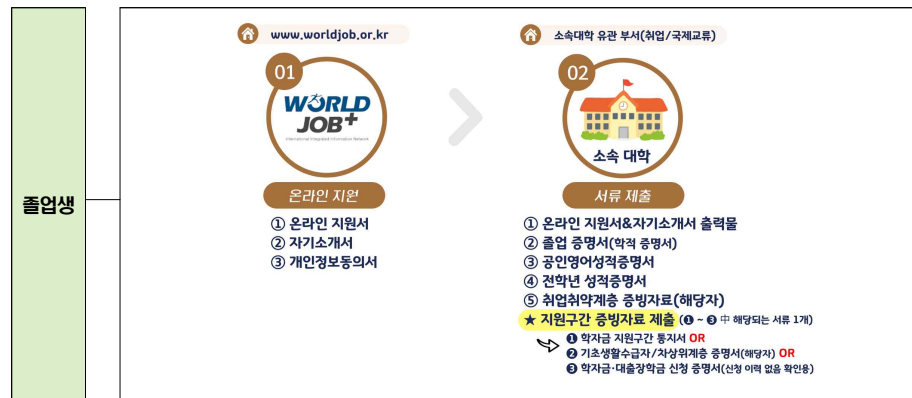 졸업생
www.worldjob.or.kr
01
WORLD
JOB+
International Integrated Information Network
온라인 지원
① 온라인 지원서
② 자기소개서
③ 개인정보동의서
소속대학 유관 부서(취업/국제교류)
02
소속 대학
서류 제출
① 온라인 지원서&자기소개서 출력물
② 졸업 증명서(학적 증명서)
③ 공인영어성적증명서
④ 전학년 성적증명서
⑤ 취업취약계층 증빙자료(해당자)
★ 지원구간 증빙자료 제출 (❶ ~ ❸ 中 해당되는 서류 1개)
❶ 학자금 지원구간 통지서 OR
❷ 기초생활수급자/차상위계층 증명서(해당자) OR
❸ 학자금·대출장학금 신청 증명서(신청 이력 없음 확인용)